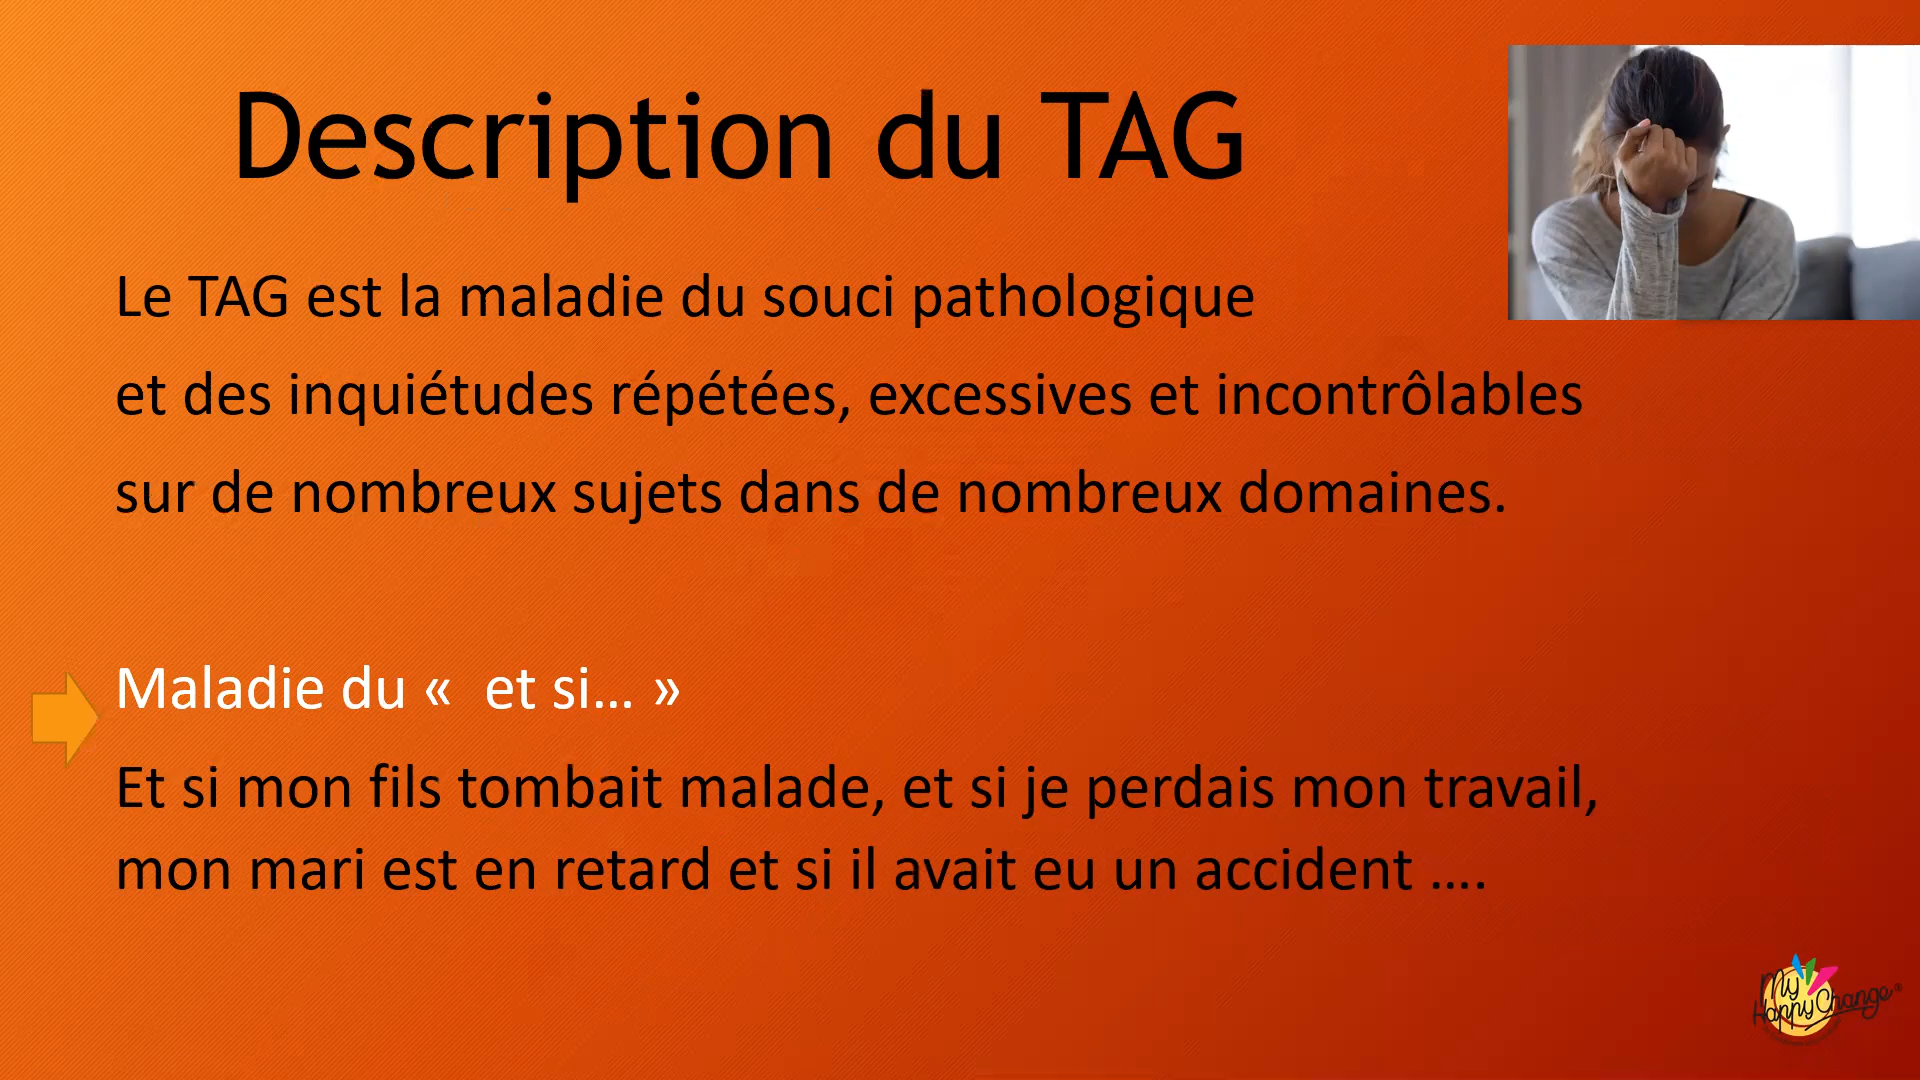 Description du TAG
Le TAG est la maladie du souci pathologique
et des inquiétudes répétées, excessives et incontrôlables
sur de nombreux sujets dans de nombreux domaines.
Maladie du «  et si... »
Et si mon fils tombait malade, et si je perdais mon travail,
mon mari est en retard et si il avait eu un accident ....
My
HappyChange®